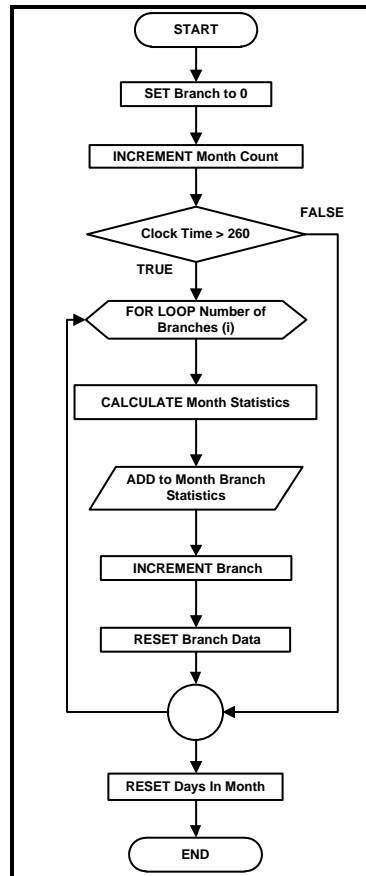 START
SET Branch to 0
INCREMENT Month Count
FALSE
Clock Time > 260
TRUE
FOR LOOP Number of
Branches (i)
CALCULATE Month Statistics
ADD to Month Branch
Statistics
INCREMENT Branch
RESET Branch Data
RESET Days In Month
END